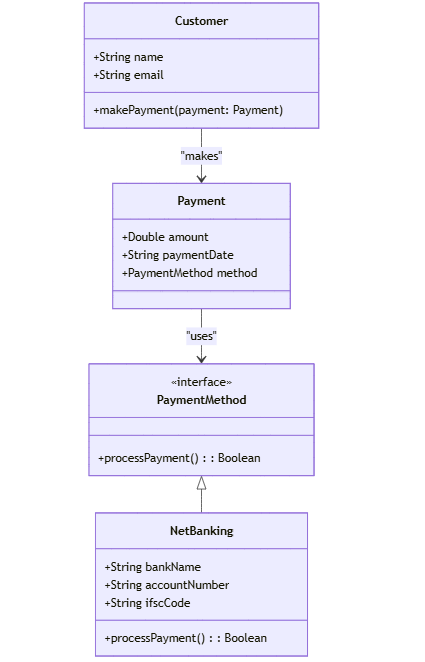 Customer
+String name
+String email
+makePayment(payment: Payment)
"makes"
Payment
+Double amount
+String paymentDate
+PaymentMethod method
"uses"
«interface»
PaymentMethod
+processPayment() : : Boolean
NetBanking
+String bankName
+String accountNumber
+String ifscCode
+processPayment() : : Boolean